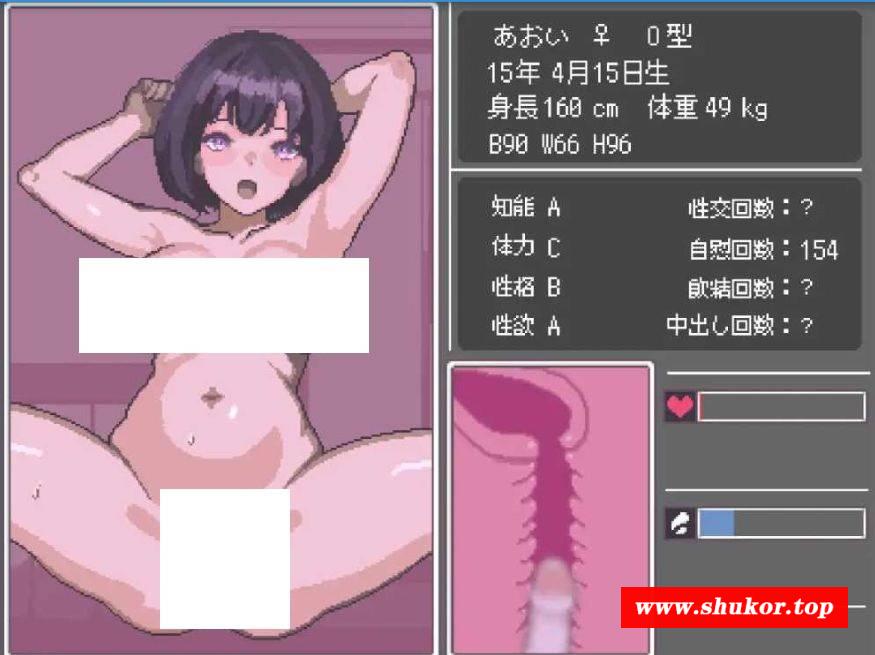 あおい ♀ O型
15年 4月15日生
身長160 cm 体重49 kg
B90 W66 H96
知能 A 性交回数：?
体力 C 自慰回数：154
性格 B 飲精回数：?
性欲 A 中出し回数：?
www.shukor.top